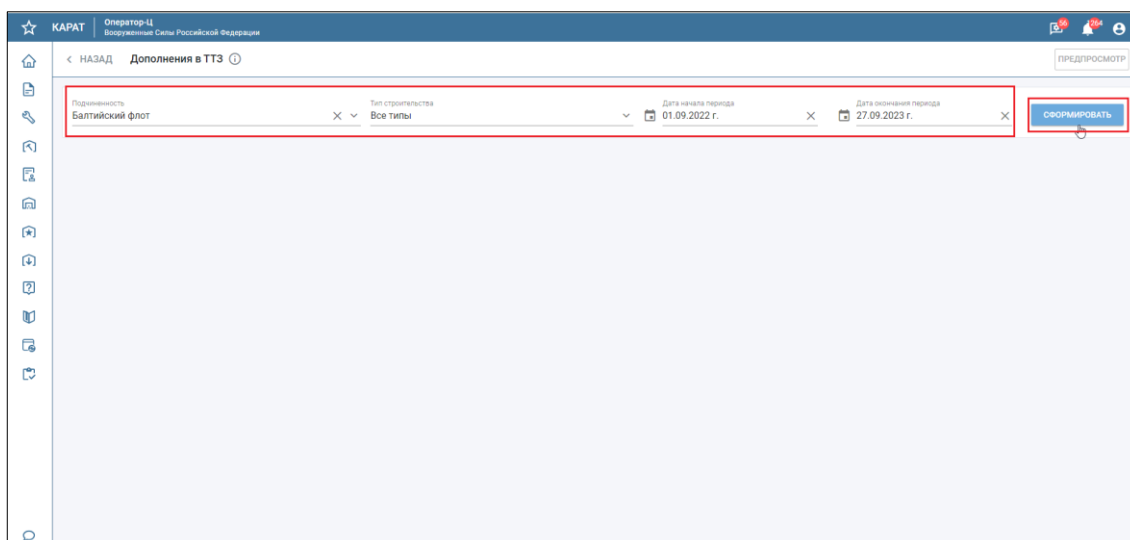 КАРАТ
Оператор-Ц
Вооруженные Силы Российской Федерации
56
264
НАЗАД
Дополнения в ТТЗ
ПРЕДПРОСМОТР
Подчиненность
Балтийский флот
Тип строительства
Все типы
Дата начала периода
01.09.2022 г.
Дата окончания периода
27.09.2023 г.
СФОРМИРОВАТЬ